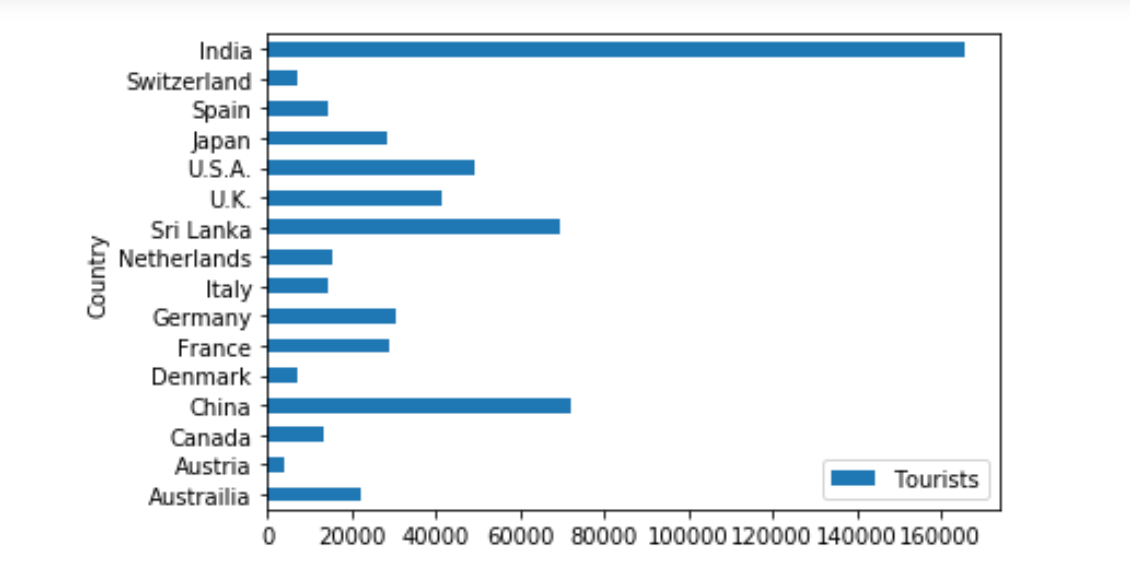 India
Switzerland
Spain
Japan
U.S.A.
U.K.
Sri Lanka
Netherlands
Italy
Germany
France
Denmark
China
Canada
Austria
Austrailia
Country
Tourists
0 20000 40000 60000 80000 100000 120000 140000 160000